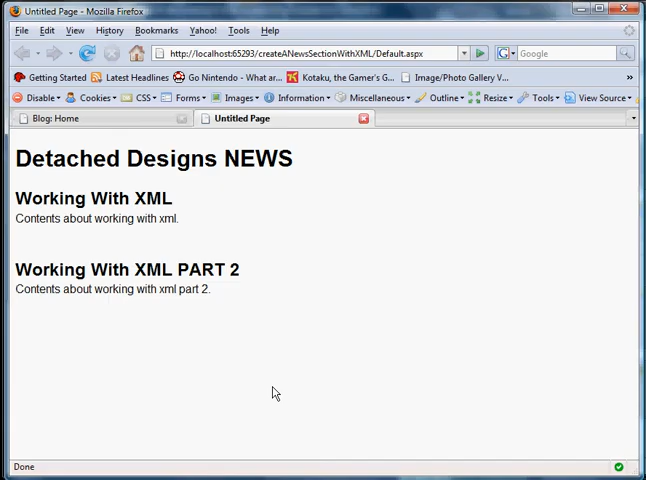 Untitled Page - Mozilla Firefox
File Edit View History Bookmarks Yahoo! Tools Help
http://localhost:65293/createANewsSectionWithXML/Default.aspx Google
Getting Started Latest Headlines Go Nintendo - What ar... Kotaku, the Gamer's G... Image/Photo Gallery V... »
Disable Cookies CSS Forms Images Information Miscellaneous Outline Resize Tools View Source
Blog: Home Untitled Page
Detached Designs NEWS
Working With XML
Contents about working with xml.
Working With XML PART 2
Contents about working with xml part 2.
Done